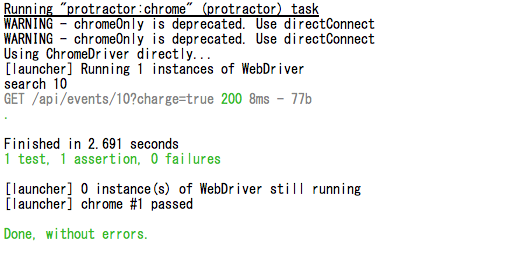 Running "protractor:chrome" (protractor) task
WARNING - chromeOnly is deprecated. Use directConnect
WARNING - chromeOnly is deprecated. Use directConnect
Using ChromeDriver directly...
[launcher] Running 1 instances of WebDriver
search 10
GET /api/events/10?charge=true 200 8ms - 77b
.
Finished in 2.691 seconds
1 test, 1 assertion, 0 failures
[launcher] 0 instance(s) of WebDriver still running
[launcher] chrome #1 passed
Done, without errors.